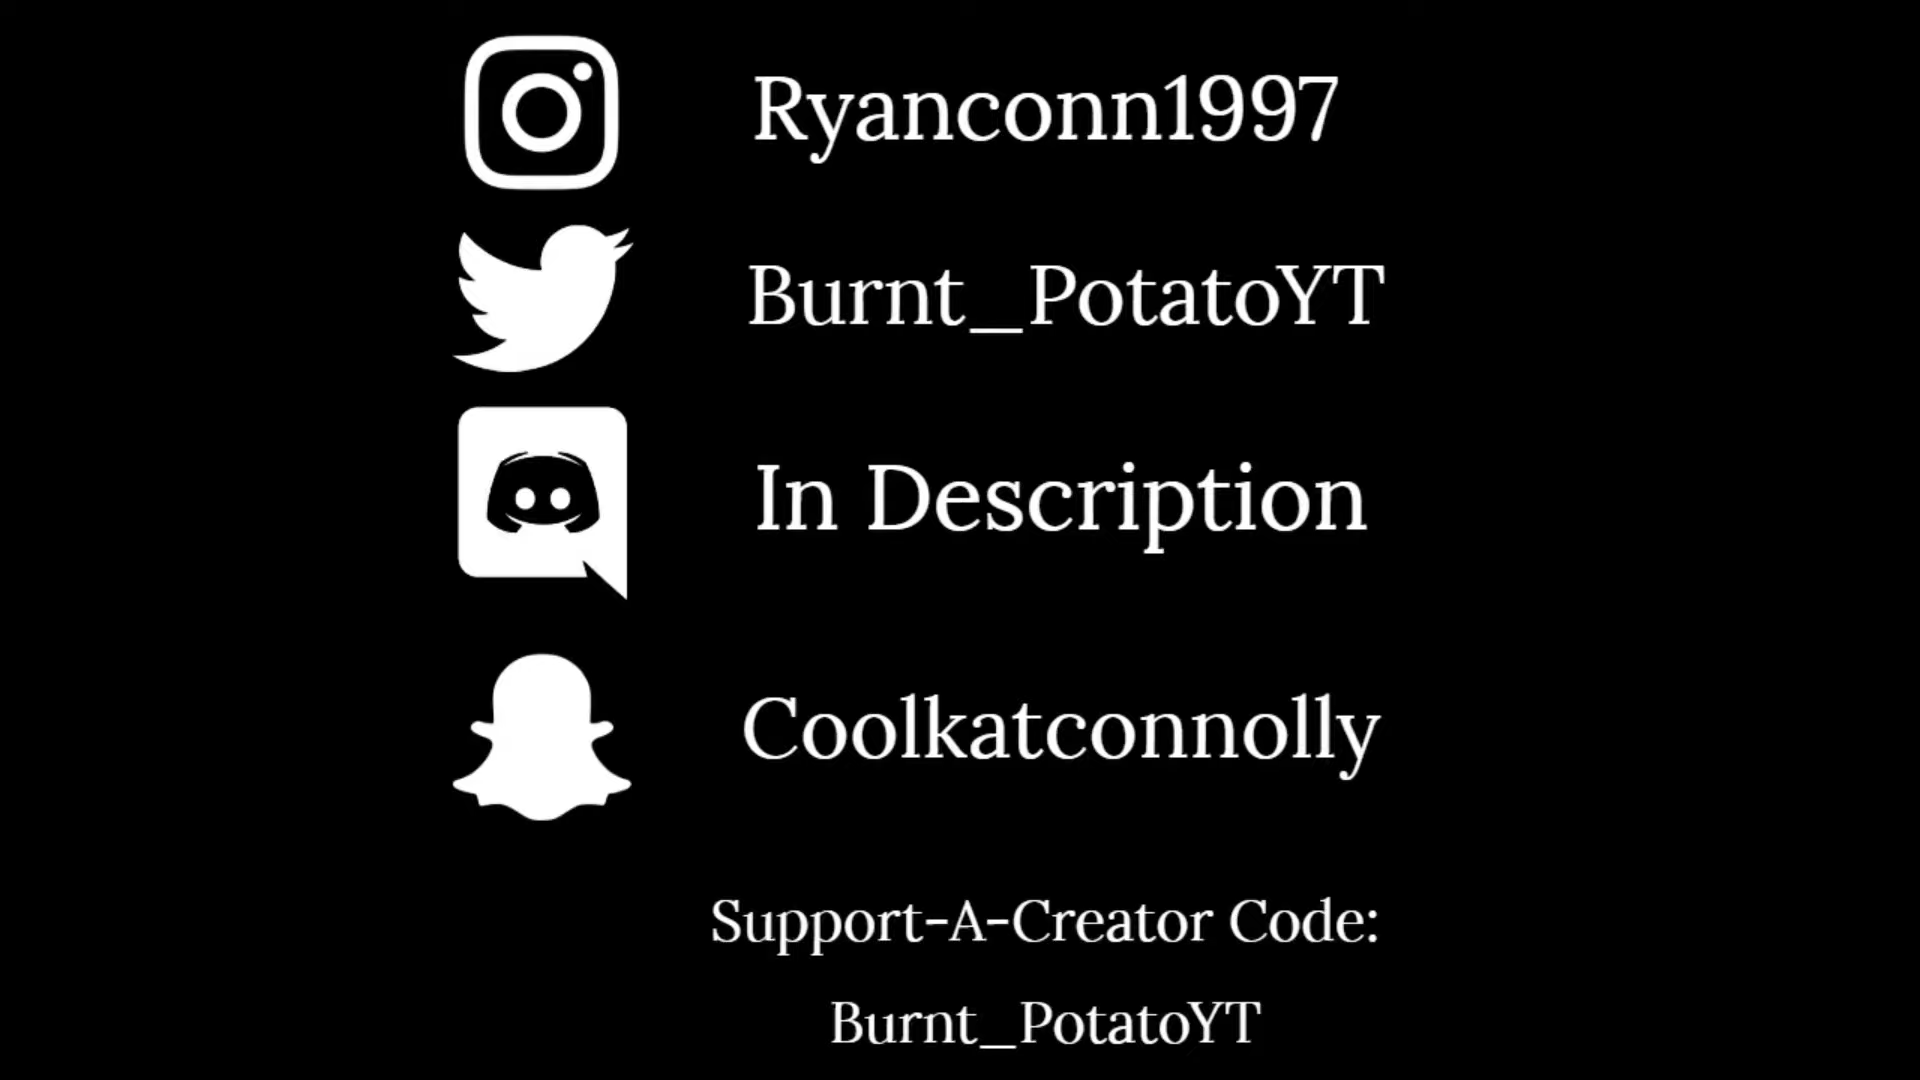 Ryanconn1997
Burnt_PotatoYT
In Description
Coolkatconnolly
Support-A-Creator Code:
Burnt_PotatoYT